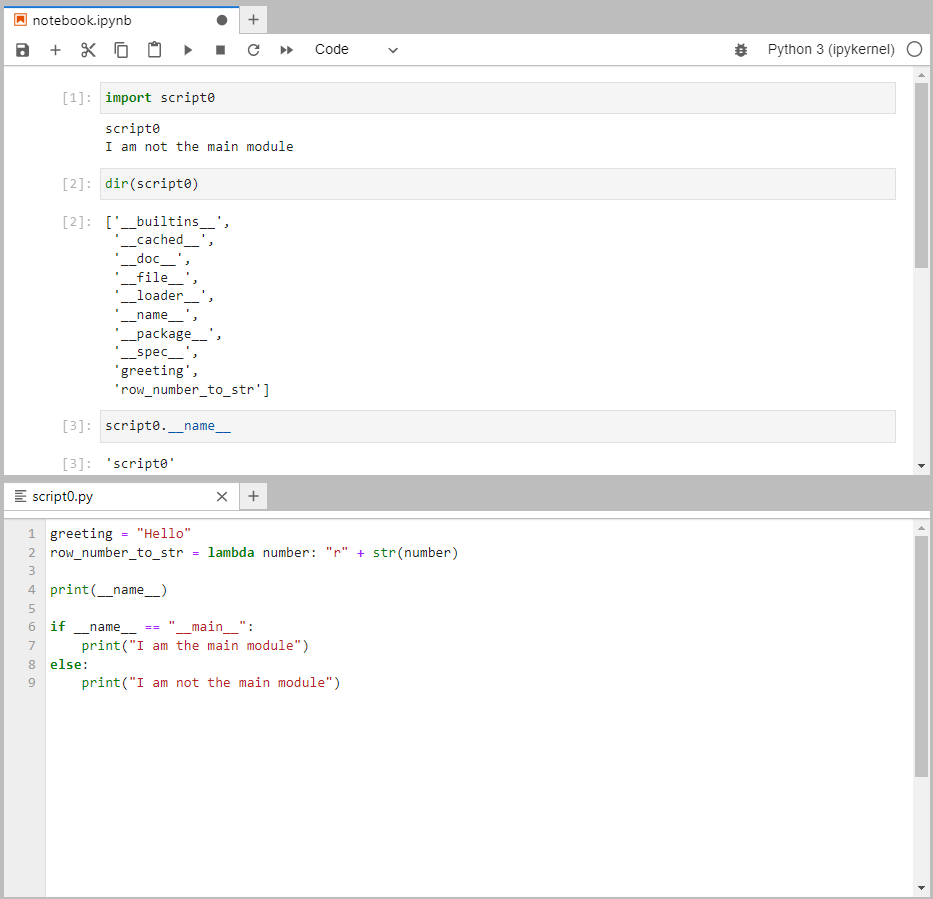 notebook.ipynb
Code
Python 3 (ipykernel)
[1]: import script0
script0
I am not the main module
[2]: dir(script0)
[2]: ['__builtins__',
'__cached__',
'__doc__',
'__file__',
'__loader__',
'__name__',
'__package__',
'__spec__',
'greeting',
'row_number_to_str']
[3]: script0.__name__
[3]: 'script0'
script0.py
1 greeting = "Hello"
2 row_number_to_str = lambda number: "r" + str(number)
3
4 print(__name__)
5
6 if __name__ == "__main__":
7     print("I am the main module")
8 else:
9     print("I am not the main module")